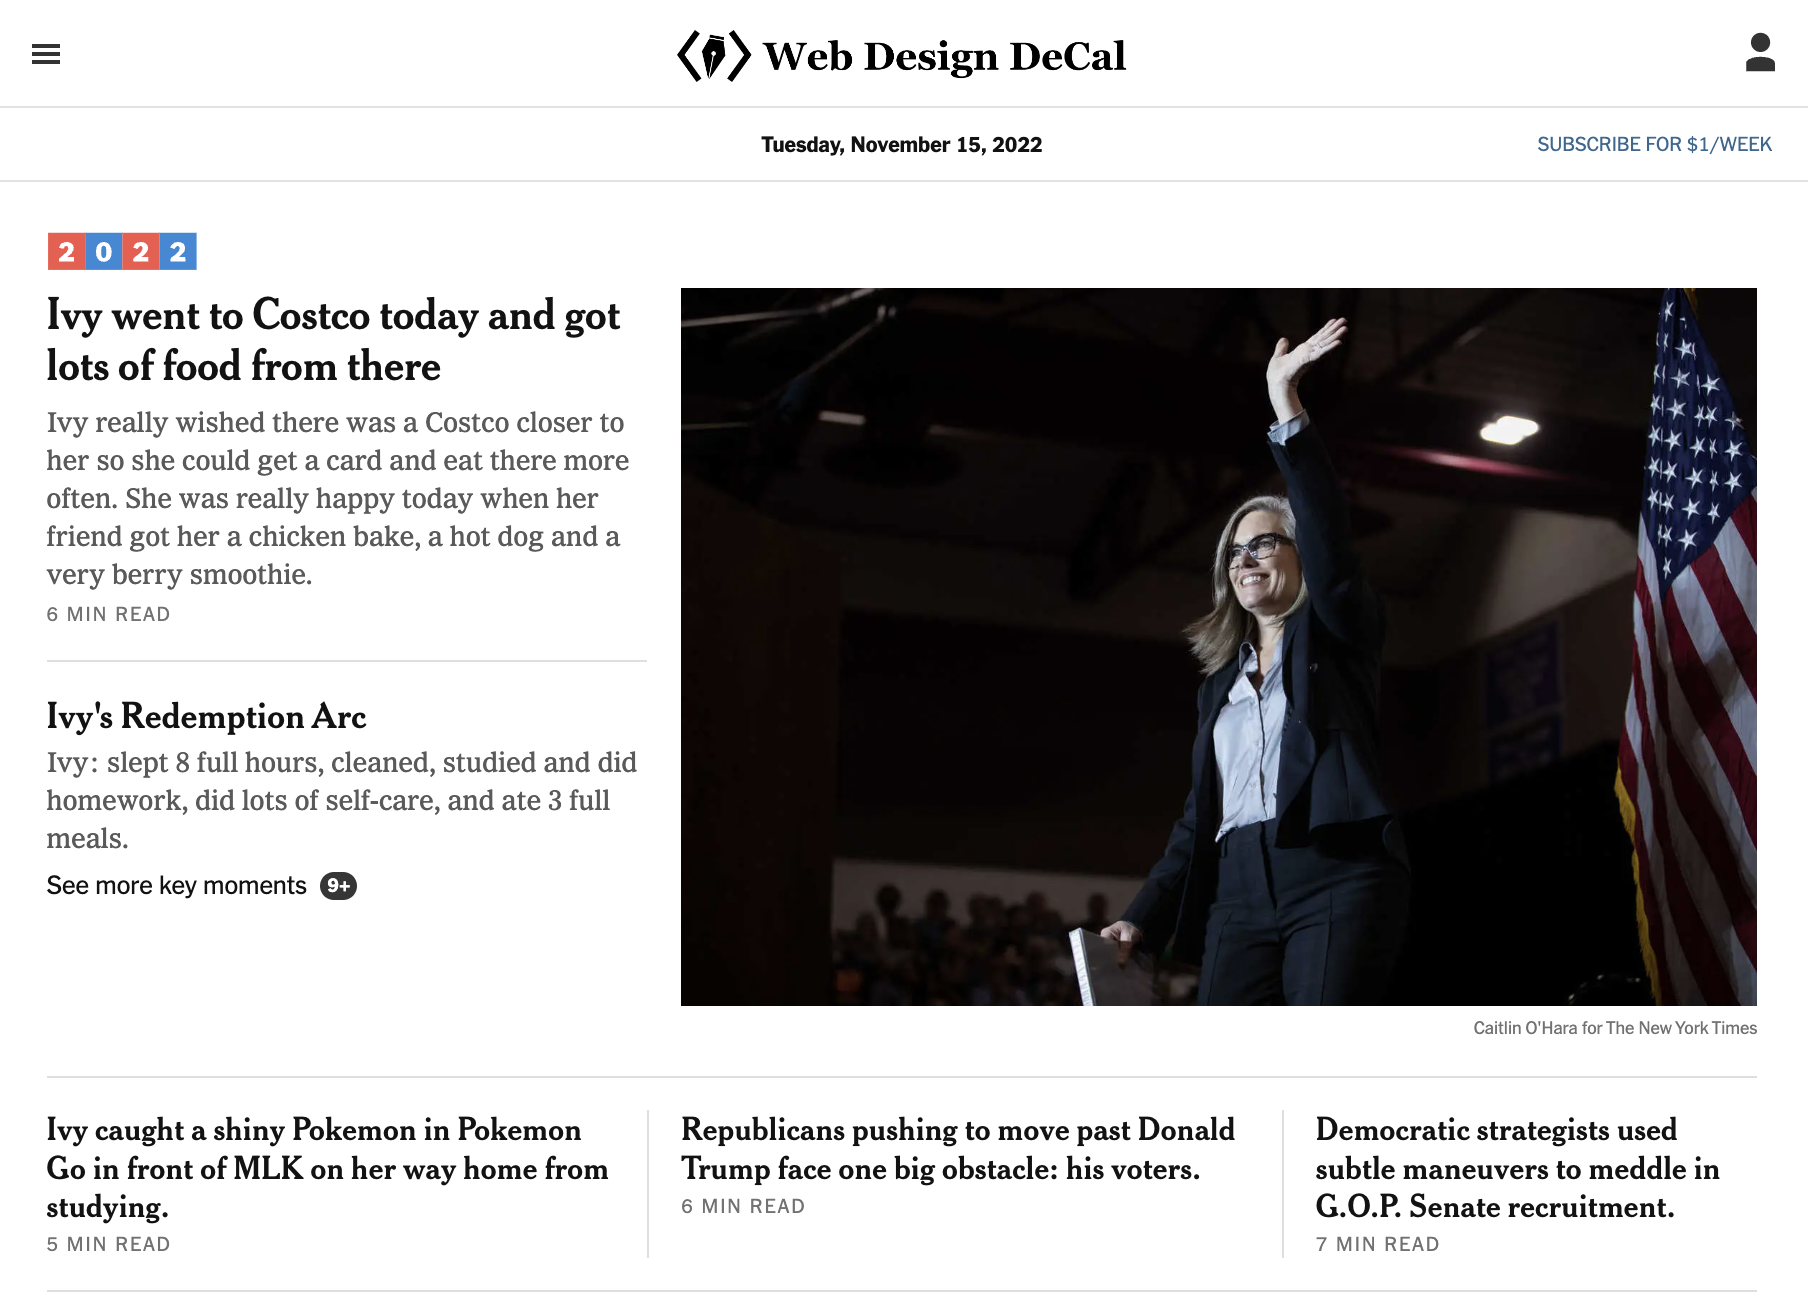 Web Design DeCal
Tuesday, November 15, 2022
SUBSCRIBE FOR $1/WEEK
2022
Ivy went to Costco today and got
lots of food from there
Ivy really wished there was a Costco closer to
her so she could get a card and eat there more
often. She was really happy today when her
friend got her a chicken bake, a hot dog and a
very berry smoothie.
6 MIN READ
Ivy's Redemption Arc
Ivy: slept 8 full hours, cleaned, studied and did
homework, did lots of self-care, and ate 3 full
meals.
See more key moments 9+
Caitlin O'Hara for The New York Times
Ivy caught a shiny Pokemon in Pokemon
Go in front of MLK on her way home from
studying.
5 MIN READ
Republicans pushing to move past Donald
Trump face one big obstacle: his voters.
6 MIN READ
Democratic strategists used
subtle maneuvers to meddle in
G.O.P. Senate recruitment.
7 MIN READ